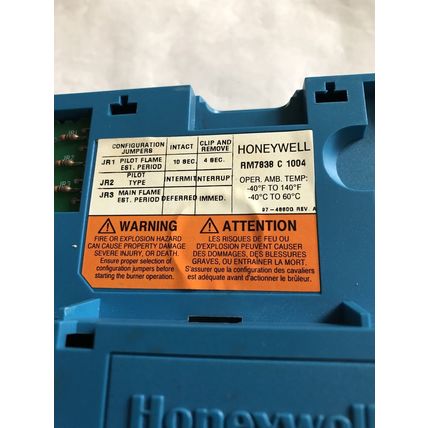 CONFIGURATION JUMPERS INTACT CLIP AND REMOVE
JR1 PILOT FLAME EST. PERIOD 10 SEC. 4 SEC.
JR2 PILOT TYPE INTERMIT INTERRUPT
JR3 MAIN FLAME EST. PERIOD DEFERRED IMMED.
HONEYWELL
RM7838 C 1004
OPER. AMB. TEMP:
-40°F TO 140°F
-40°C TO 60°C
REV. A
WARNING
FIRE OR EXPLOSION HAZARD
CAN CAUSE PROPERTY DAMAGE
SEVERE INJURY, OR DEATH.
Ensure proper selection of
configuration jumpers before
starting the burner operation.
ATTENTION
LES RISQUES DE FEU OU
D'EXPLOSION PEUVENT CAUSER
DES DOMMAGES, DES BLESSURES
GRAVES, OU ENTRAINER LA MORT.
S'assurer que la configuration des cavaliers
est adéquate avant d'actionner le brûleur.
Honeywell